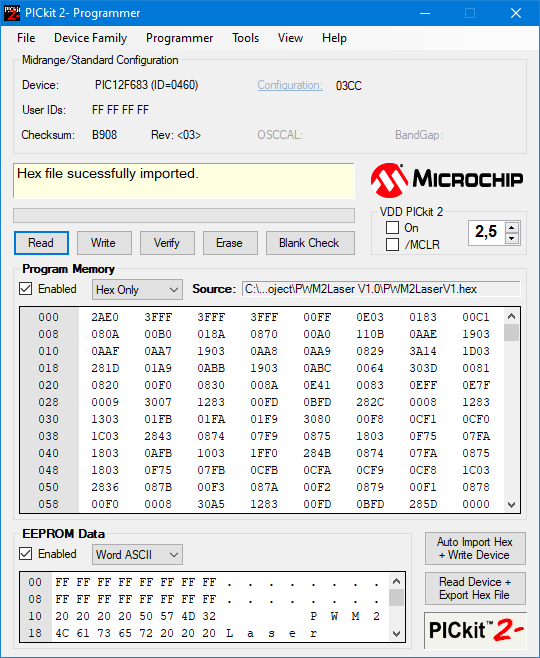 PICkit 2- Programmer
File Device Family Programmer Tools View Help
Midrange/Standard Configuration
Device: PIC12F683 (ID=0460) Configuration: 03CC
User IDs: FF FF FF FF
Checksum: B908 Rev: <03> OSCCAL: BandGap:
Hex file sucessfully imported.
MICROCHIP
VDD PICkit 2
On
/MCLR
2,5
Read Write Verify Erase Blank Check
Program Memory
Enabled Hex Only Source: C:\...oject\PWM2Laser V1.0\PWM2LaserV1.hex
000 2AE0 3FFF 3FFF 3FFF 00FF 0E03 0183 00C1
008 080A 00B0 018A 0870 00A0 110B 0AAE 1903
010 0AAF 0AA7 1903 0AA8 0AA9 0829 3A14 1D03
018 281D 01A9 0ABB 1903 0ABC 0064 303D 0081
020 0820 00F0 0830 008A 0E41 0083 0EFF 0E7F
028 0009 3007 1283 00FD 0BFD 282C 0008 1283
030 1303 01FB 01FA 01F9 3080 00F8 0CF1 0CF0
038 1C03 2843 0874 07F9 0875 1803 0F75 07FA
040 1803 0AFB 1003 1FF0 284B 0874 07FA 0875
048 1803 0F75 07FB 0CFB 0CFA 0CF9 0CF8 1C03
050 2836 087B 00F3 087A 00F2 0879 00F1 0878
058 00F0 0008 30A5 1283 00FD 0BFD 285D 0000
EEPROM Data
Enabled Word ASCII
00 FF FF FF FF FF FF FF FF . . . . . . . .
08 FF FF FF FF FF FF FF FF . . . . . . . .
10 20 20 20 20 50 57 4D 32 P W M 2
18 4C 61 73 65 72 20 20 20 L a s e r
Auto Import Hex
+ Write Device
Read Device +
Export Hex File
PICkit™ 2-